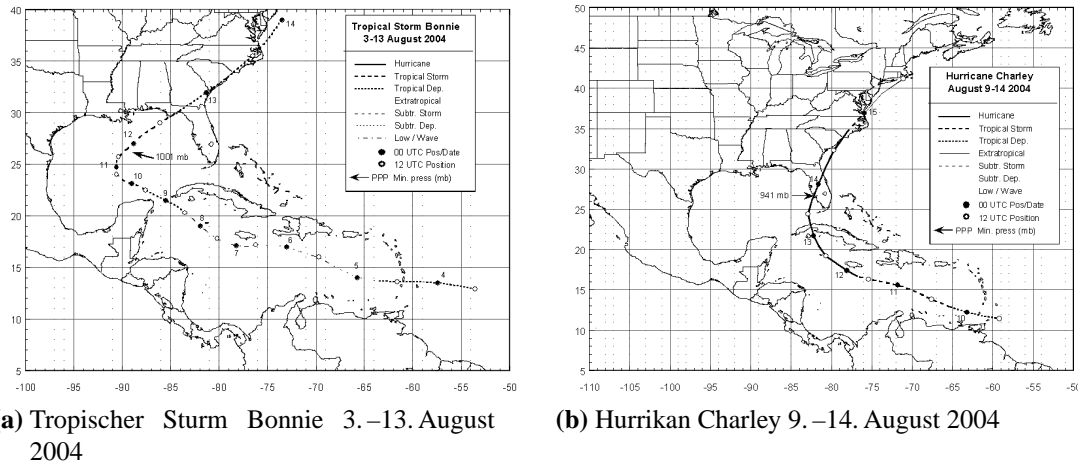 Tropical Storm Bonnie
3-13 August 2004
Hurricane
Tropical Storm
Tropical Dep.
Extratropical
Subtr. Storm
Subtr. Dep.
Low / Wave
00 UTC Pos/Date
12 UTC Position
PPP Min. press (mb)
40
35
30
25
20
15
10
5
-100 -95 -90 -85 -80 -75 -70 -65 -60 -55 -50
14
13
12
1001 mb
11
10
9
8
7
6
5
4
Hurricane Charley
August 9-14 2004
Hurricane
Tropical Storm
Tropical Dep.
Extratropical
Subtr. Storm
Subtr. Dep.
Low / Wave
00 UTC Pos/Date
12 UTC Position
PPP Min. press (mb)
50
45
40
35
30
25
20
15
10
5
-110 -105 -100 -95 -90 -85 -80 -75 -70 -65 -60 -55 -50
15
14
941 mb
13
12
11
10
a) Tropischer Sturm Bonnie 3.–13. August
2004
(b) Hurrikan Charley 9.–14. August 2004